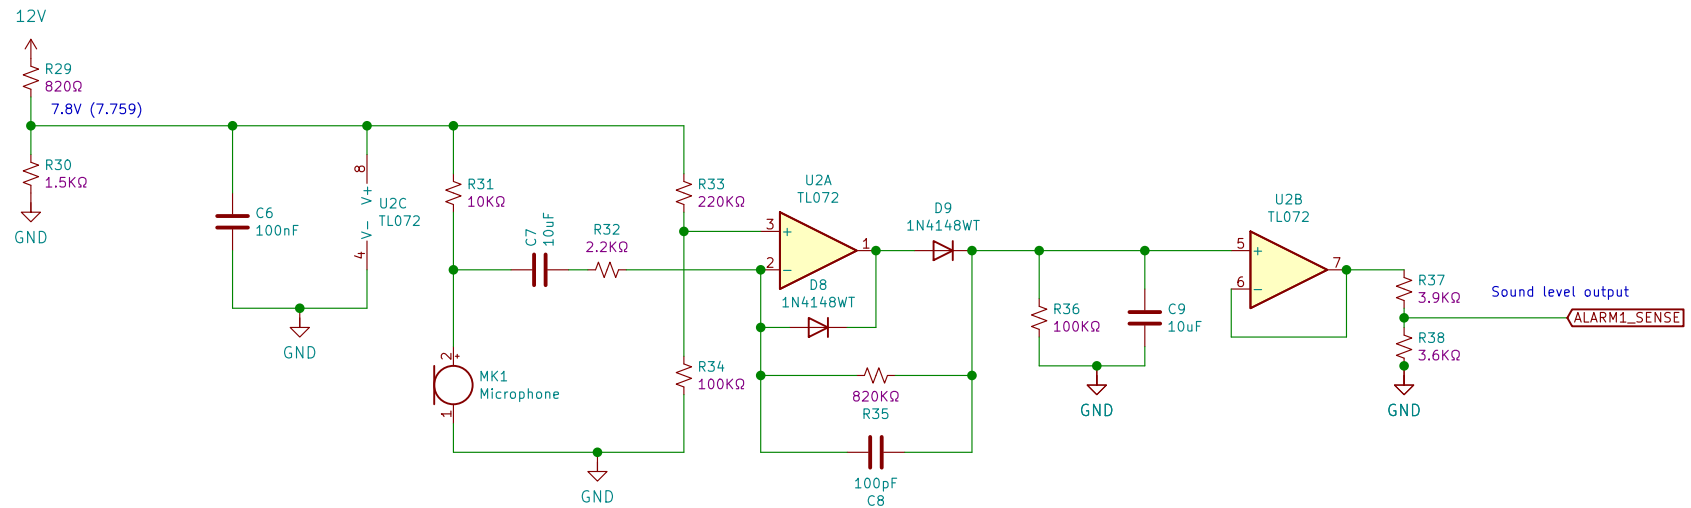 12V
R29
820Ω
7.8V (7.759)
R30
1.5KΩ
GND
C6
100nF
8
V+
U2C
TL072
V-
4
GND
R31
10KΩ
C7
10uF
R32
2.2KΩ
2
+
MK1
Microphone
1
GND
R33
220KΩ
R34
100KΩ
U2A
TL072
3
+
2
-
1
D8
1N4148WT
D9
1N4148WT
820KΩ
R35
100pF
C8
R36
100KΩ
C9
10uF
GND
U2B
TL072
5
+
6
-
7
R37
3.9KΩ
Sound level output
ALARM1_SENSE
R38
3.6KΩ
GND